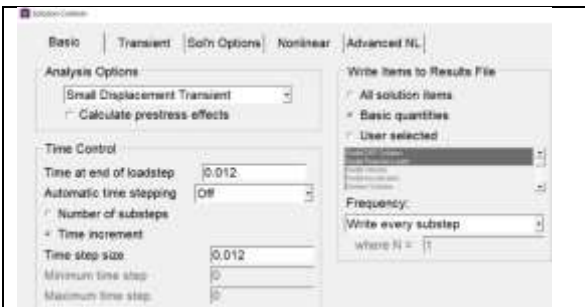 Solution Controls
Basic
Transient
Sol'n Options
Nonlinear
Advanced NL
Analysis Options
Small Displacement Transient
Calculate prestress effects
Time Control
Time at end of loadstep 0.012
Automatic time stepping Off
Number of substeps
Time increment
Time step size 0.012
Minimum time step 0
Maximum time step 0
Write Items to Results File
All solution items
Basic quantities
User selected
Frequency:
Write every substep
where N = 1